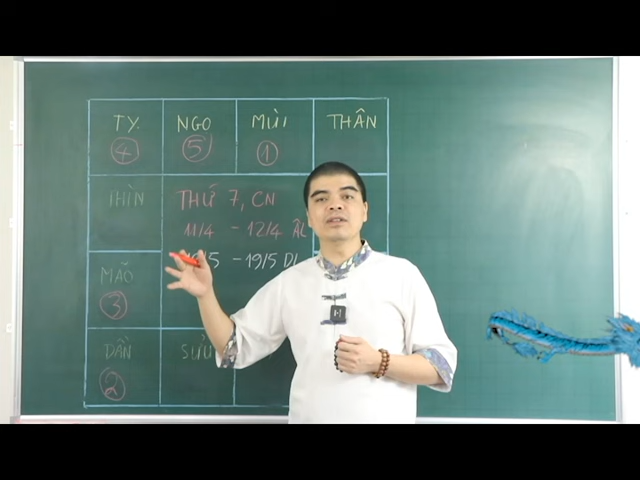 TỴ NGỌ MÙI THÂN
④ ⑤ ①
THÌN THỨ 7, CN
11/4 - 12/4 ÂL
/5 - 19/5 DL
MÃO
③
DẦN SỬU
②